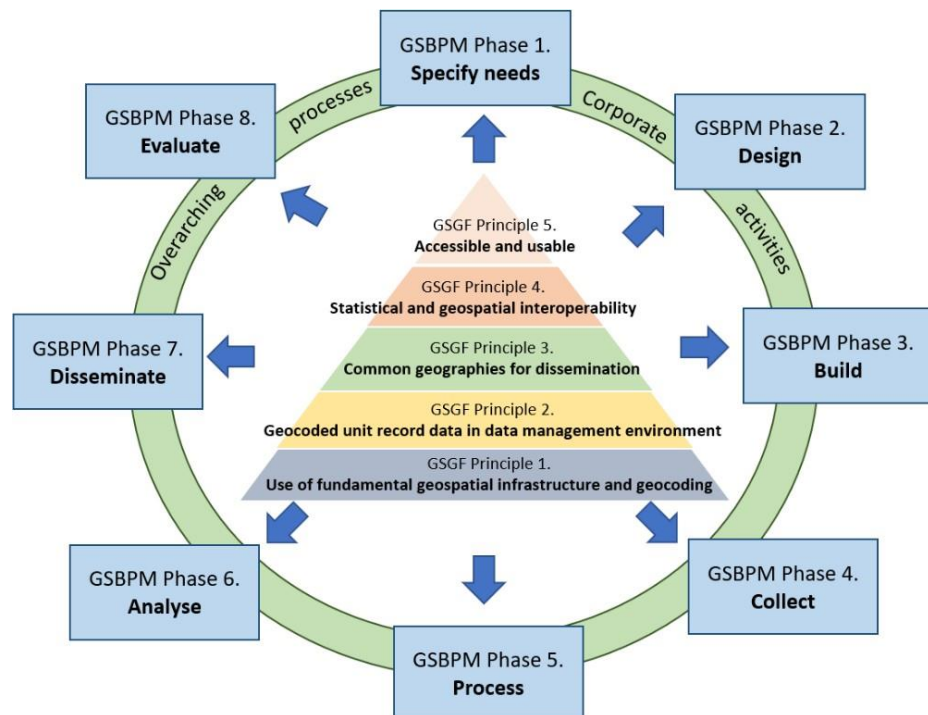 GSBPM Phase 1.
Specify needs
processes
Corporate
GSBPM Phase 8.
Evaluate
GSBPM Phase 2.
Design
Overarching
activities
GSGF Principle 5.
Accessible and usable
GSGF Principle 4.
Statistical and geospatial interoperability
GSBPM Phase 7.
Disseminate
GSGF Principle 3.
Common geographies for dissemination
GSBPM Phase 3.
Build
GSGF Principle 2.
Geocoded unit record data in data management environment
GSGF Principle 1.
Use of fundamental geospatial infrastructure and geocoding
GSBPM Phase 6.
Analyse
GSBPM Phase 4.
Collect
GSBPM Phase 5.
Process